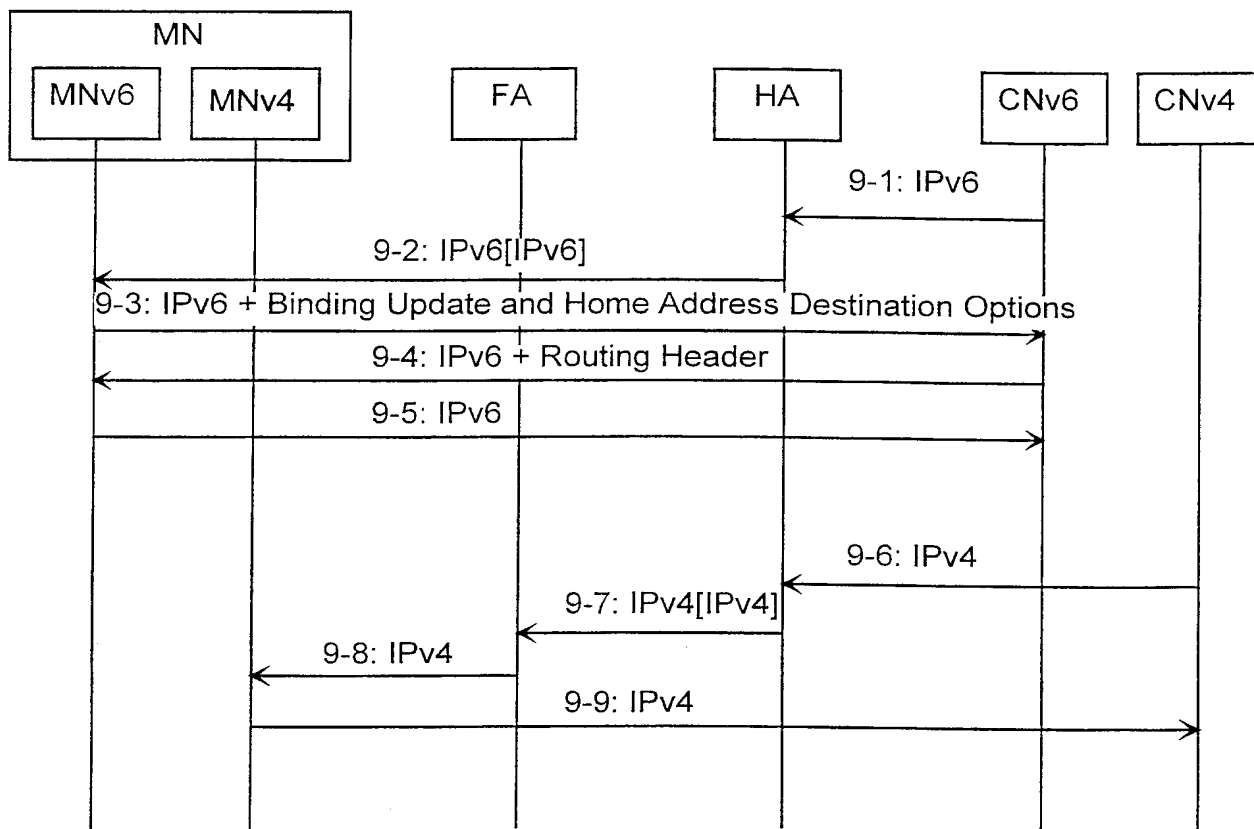 MN
MNv6
MNv4
FA
HA
CNv6
CNv4
9-1: IPv6
9-2: IPv6[IPv6]
9-3: IPv6 + Binding Update and Home Address Destination Options
9-4: IPv6 + Routing Header
9-5: IPv6
9-6: IPv4
9-7: IPv4[IPv4]
9-8: IPv4
9-9: IPv4